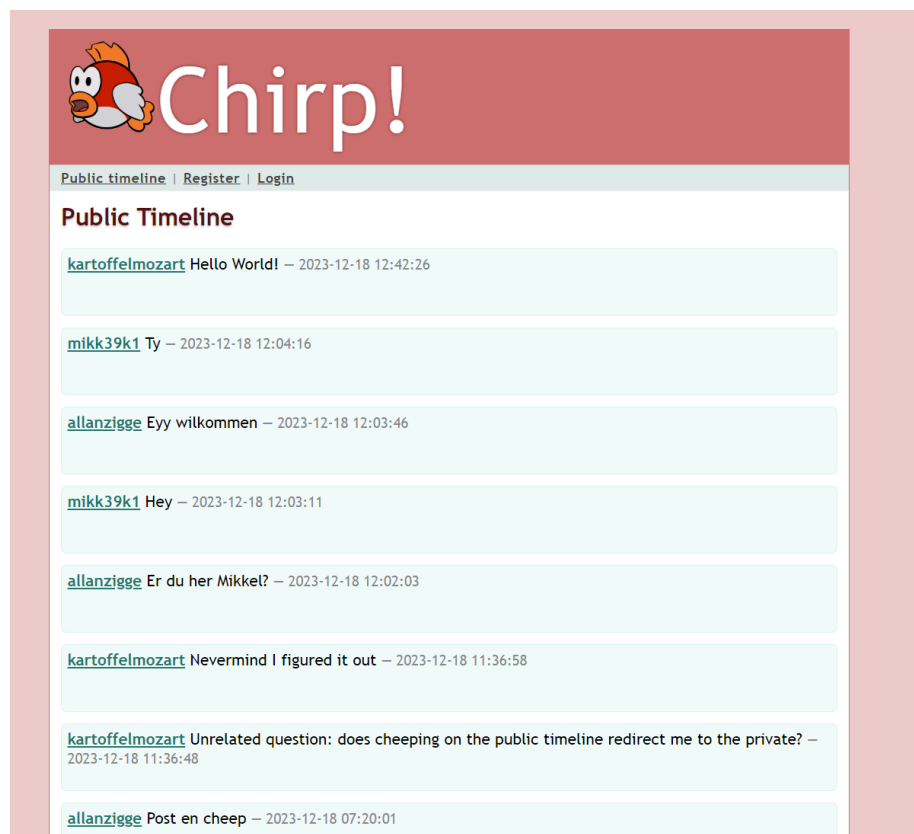 Chirp!
Public timeline | Register | Login
Public Timeline
kartoffelmozart Hello World! — 2023-12-18 12:42:26
mikk39k1 Ty — 2023-12-18 12:04:16
allanzigge Eyy wilkommen — 2023-12-18 12:03:46
mikk39k1 Hey — 2023-12-18 12:03:11
allanzigge Er du her Mikkel? — 2023-12-18 12:02:03
kartoffelmozart Nevermind I figured it out — 2023-12-18 11:36:58
kartoffelmozart Unrelated question: does cheeping on the public timeline redirect me to the private? —
2023-12-18 11:36:48
allanzigge Post en cheep — 2023-12-18 07:20:01